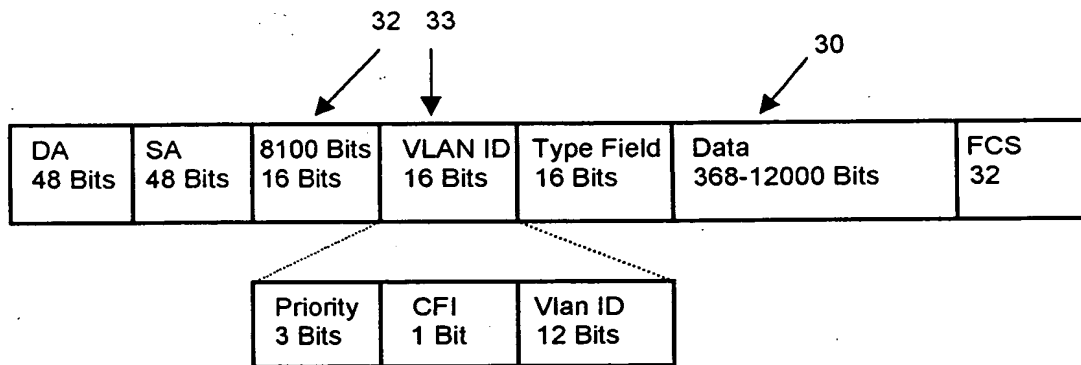 32 33
30
DA
48 Bits
SA
48 Bits
8100 Bits
16 Bits
VLAN ID
16 Bits
Type Field
16 Bits
Data
368-12000 Bits
FCS
32
Priority
3 Bits
CFI
1 Bit
Vlan ID
12 Bits